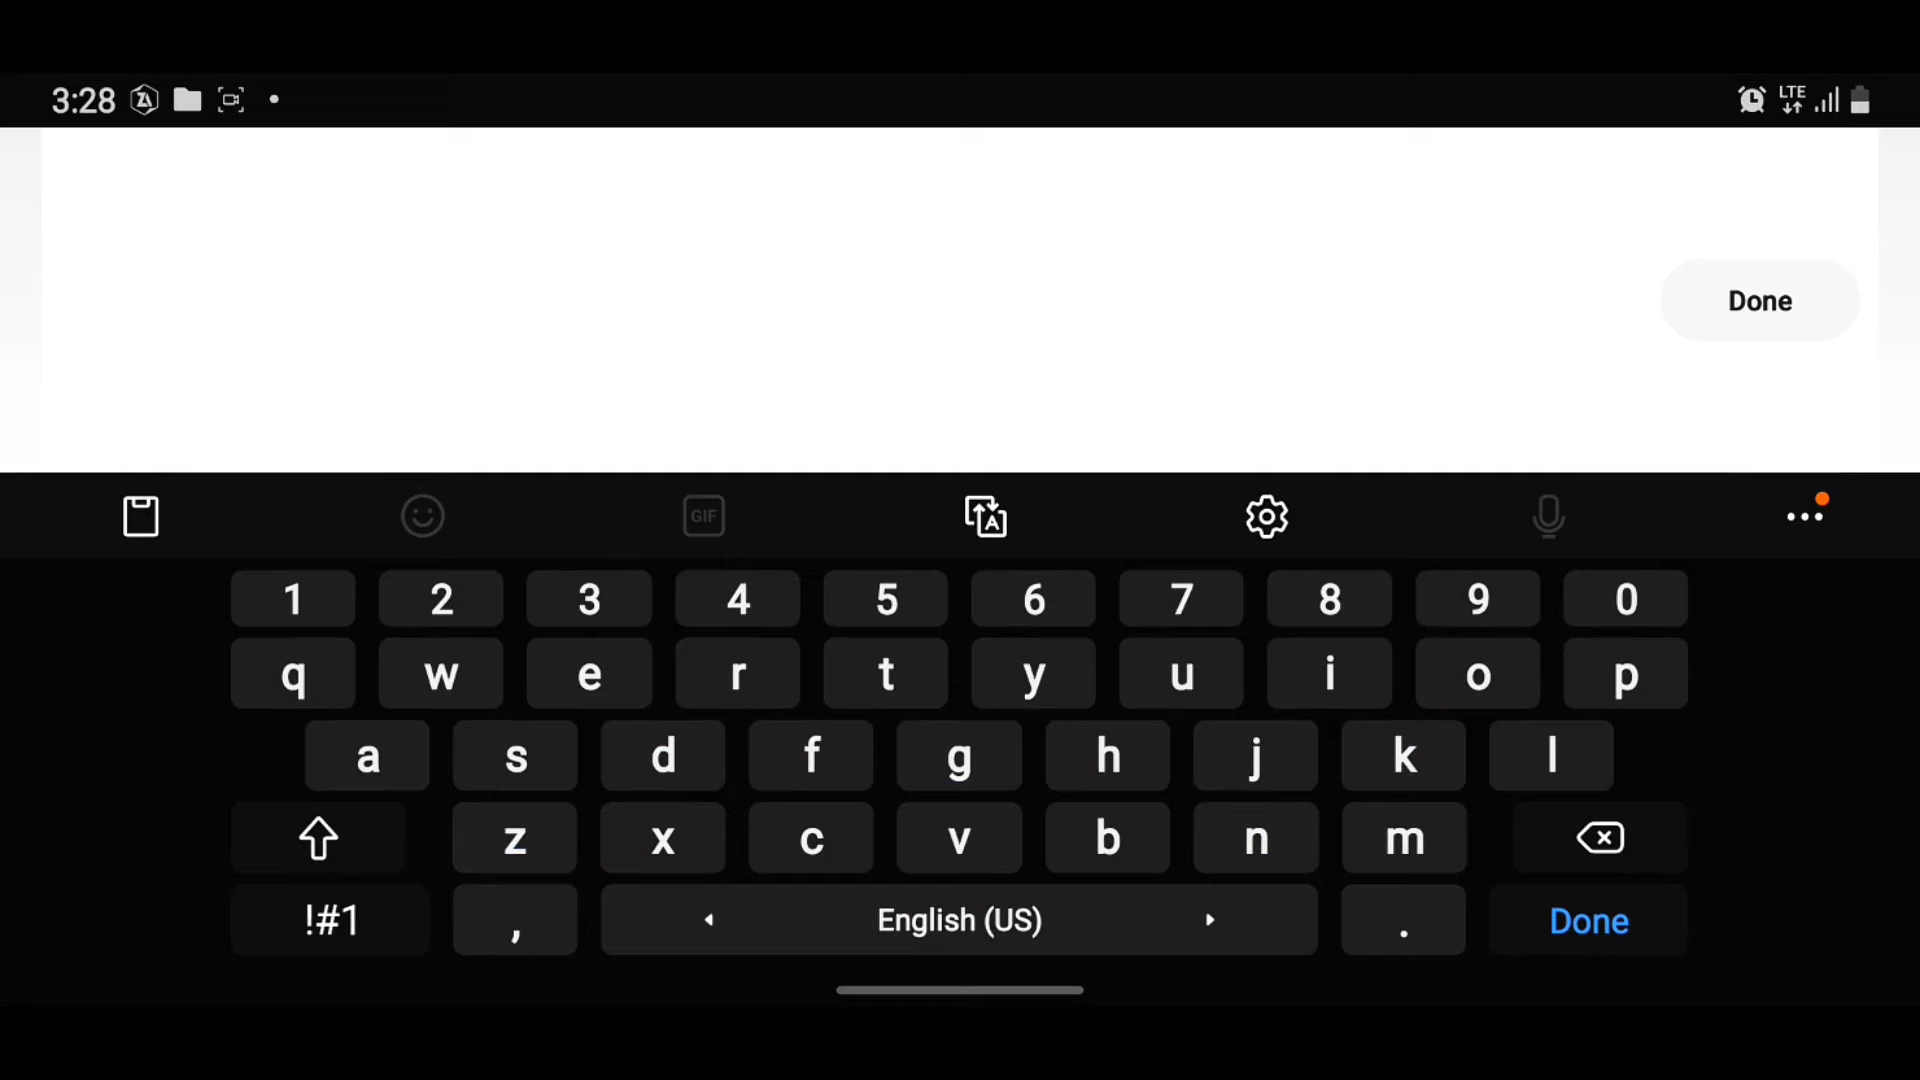 3:28 ZA LTE
Done
GIF A
1 2 3 4 5 6 7 8 9 0
q w e r t y u i o p
a s d f g h j k l
z x c v b n m
!#1 , English (US) . Done